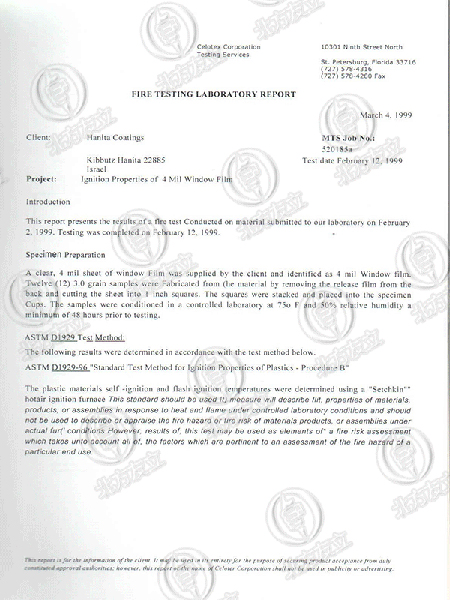 Celotex Corporation
Testing Services
10301 Ninth Street North
St. Petersburg, Florida 33716
(727) 578-4316
(727) 578-4260 Fax
FIRE TESTING LABORATORY REPORT
March 4, 1999
Client: Hanita Coatings
MTS Job No.:
520185a
Kibbutz Hanita 22885
Israel
Test date February 12, 1999
Project: Ignition Properties of 4 Mil Window Film
Introduction
This report presents the results of a fire test Conducted on material submitted to our laboratory on February
2, 1999. Testing was completed on February 12, 1999.
Specimen Preparation
A clear, 4 mil sheet of window Film was supplied by the client and identified as 4 mil Window film.
Twelve (12) 3.0 grain samples were Fabricated from (he material by removing the release film from the
back and cutting the sheet into 1 inch squares. The squares were stacked and placed into the specimen
Cups. The samples were conditioned in a controlled laboratory at 75o F and 50% relative humidity a
minimum of 48 hours prior to testing.
ASTM D1929 Test Method.
The following results were determined in accordance with the test method below.
ASTM D1929-96 "Standard Test Method for Ignition Properties of Plastics - Procedure B"
The plastic materials self -ignition and flash ignition temperatures were determined using a "Setchkin"
hotair ignition furnace This standard should be used to measure will describe fut, properties of materials,
products, or assemblies in response to heat and flame under controlled laboratory conditions and should
not be used to describe or appraise the fire hazard or fire risk of materials products, or assemblies under
actual conditions However, results of, this test may be used as elements of" a fire risk assessment
which takes unto account all of, the factors which are pertinent to an assessment of the fire hazard of a
particular end use.
This report is for the information of the client. It may be used in its entirety for the purpose of securing product acceptance from duly
constituted approval authorities; however, this report or the name of Celotex Corporation shall not be used in publicity or advertising.